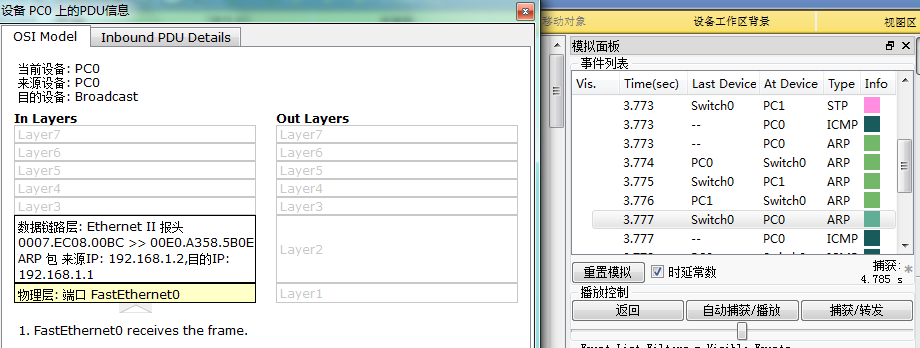 设备 PC0 上的PDU信息
OSI Model
Inbound PDU Details
当前设备: PC0
来源设备: PC0
目的设备: Broadcast
In Layers
Out Layers
Layer7
Layer7
Layer6
Layer6
Layer5
Layer5
Layer4
Layer4
Layer3
Layer3
数据链路层: Ethernet II 报头
0007.EC08.00BC >> 00E0.A358.5B0E
ARP 包 来源IP: 192.168.1.2,目的IP:
192.168.1.1
Layer2
物理层: 端口 FastEthernet0
Layer1
1. FastEthernet0 receives the frame.
移动对象
设备工作区背景
视图区
模拟面板
事件列表
Vis. Time(sec) Last Device At Device Type Info
3.773 Switch0 PC1 STP
3.773 -- PC0 ICMP
3.773 -- PC0 ARP
3.774 PC0 Switch0 ARP
3.775 Switch0 PC1 ARP
3.776 PC1 Switch0 ARP
3.777 Switch0 PC0 ARP
3.777 -- PC0 ICMP
重置模拟
时延常数
捕获:
4.785 s
播放控制
返回
自动捕获/播放
捕获/转发